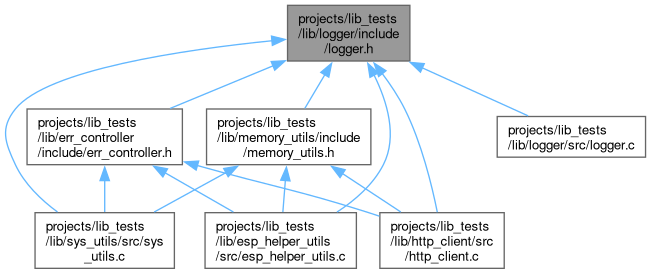 projects/lib_tests
/lib/logger/include
/logger.h
projects/lib_tests
/lib/err_controller
/include/err_controller.h
projects/lib_tests
/lib/memory_utils/include
/memory_utils.h
projects/lib_tests
/lib/logger/src/logger.c
projects/lib_tests
/lib/sys_utils/src/sys
_utils.c
projects/lib_tests
/lib/esp_helper_utils
/src/esp_helper_utils.c
projects/lib_tests
/lib/http_client/src
/http_client.c